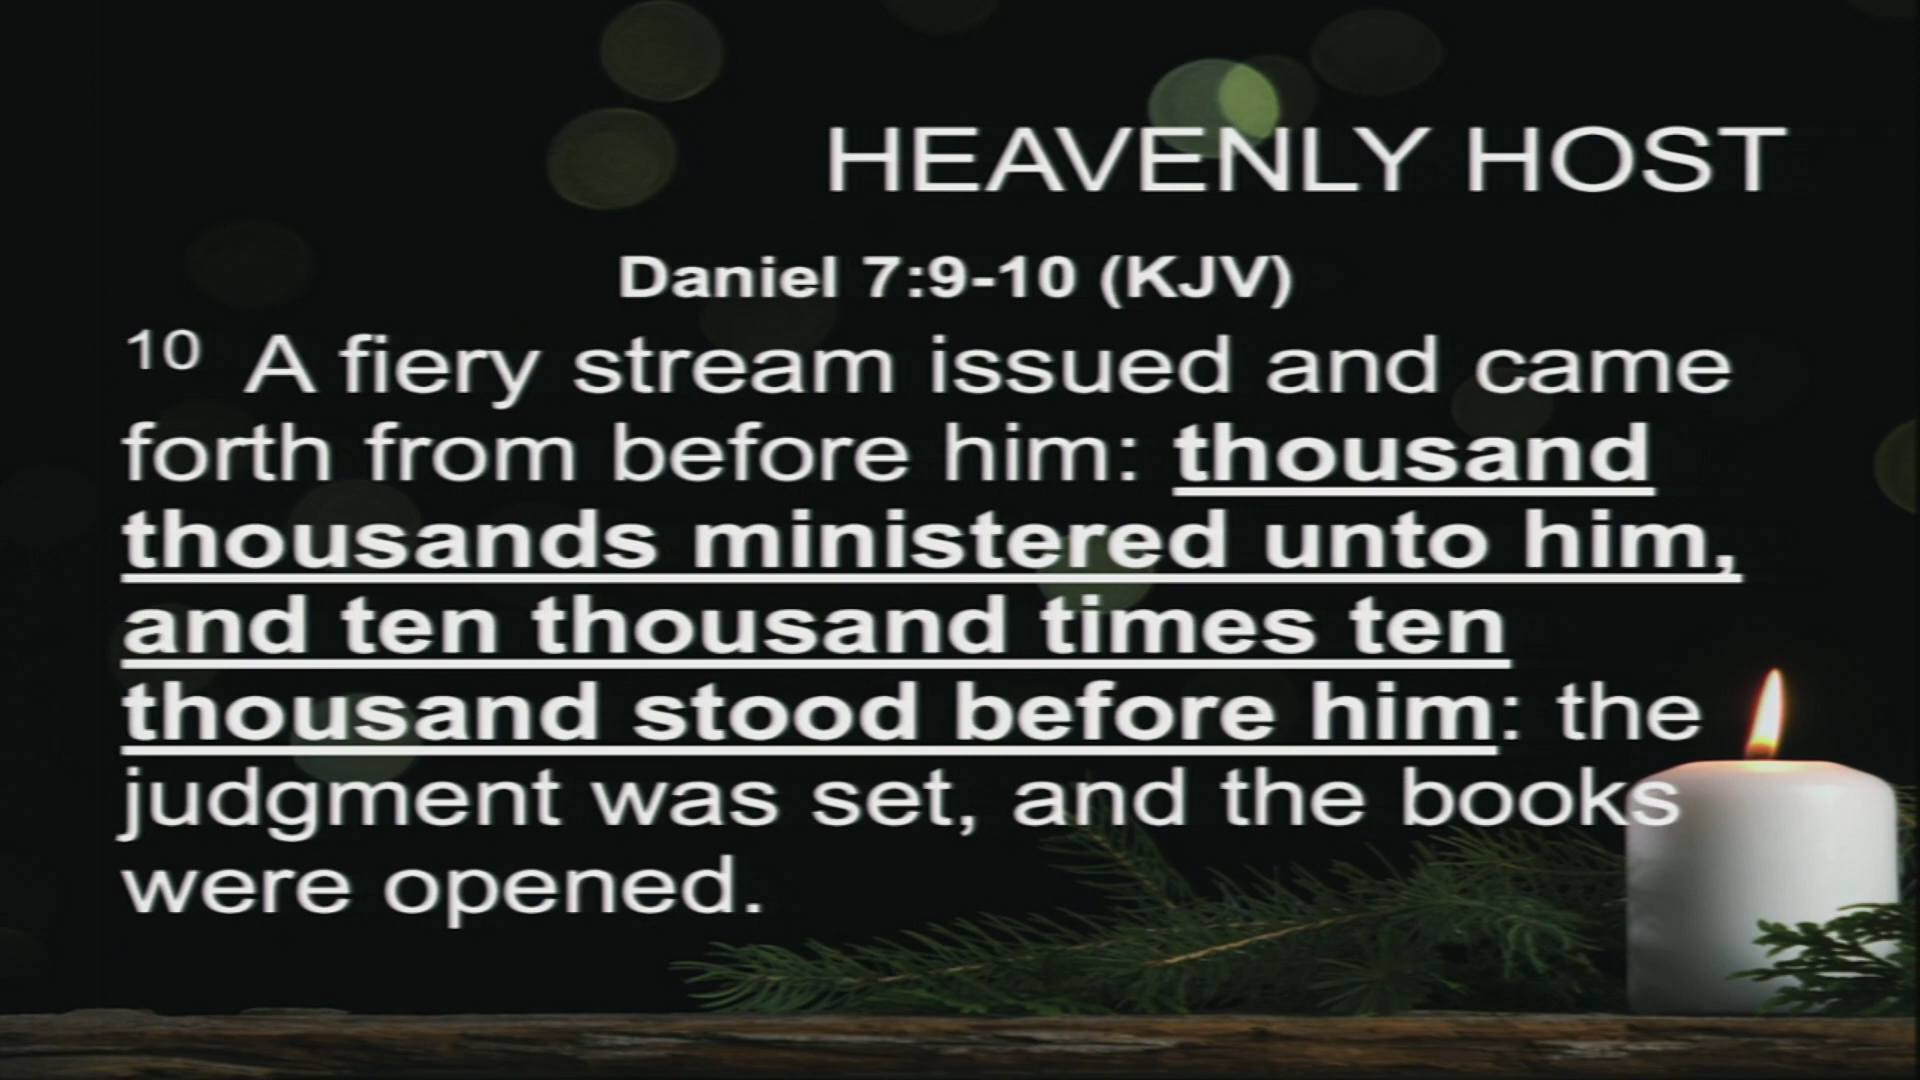 HEAVENLY HOST
Daniel 7:9-10 (KJV)
10 A fiery stream issued and came
forth from before him: thousand
thousands ministered unto him,
and ten thousand times ten
thousand stood before him: the
judgment was set, and the books
were opened.